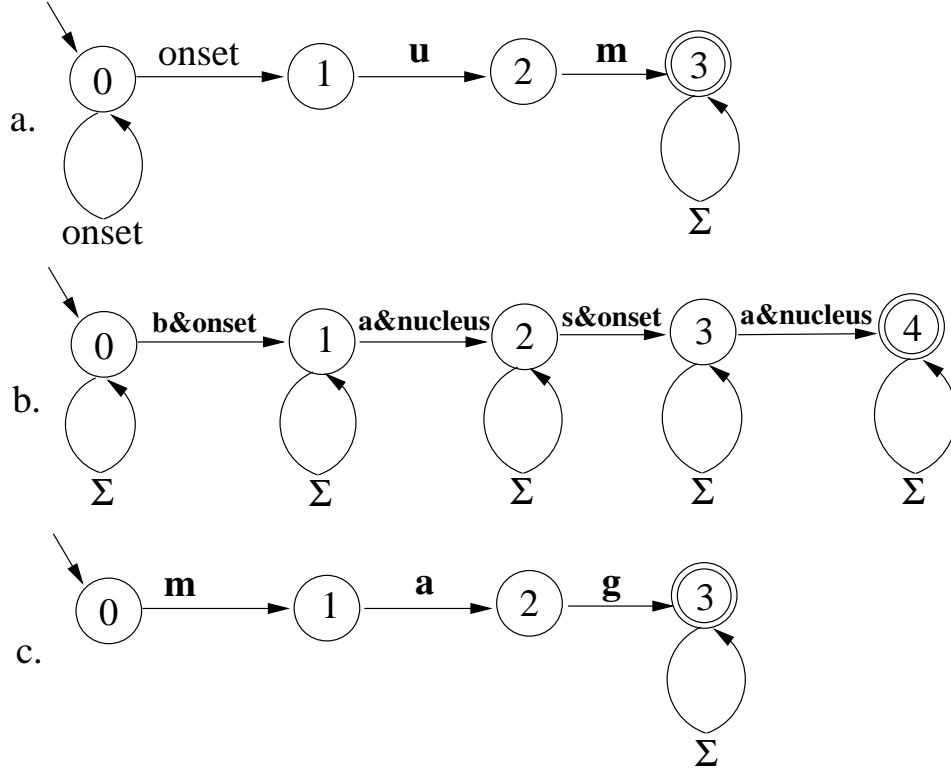 onset u m
0 1 2 3
a.
onset Σ
b&onset a&nucleus s&onset a&nucleus
0 1 2 3 4
b.
Σ Σ Σ Σ Σ
m a g
0 1 2 3
c.
Σ